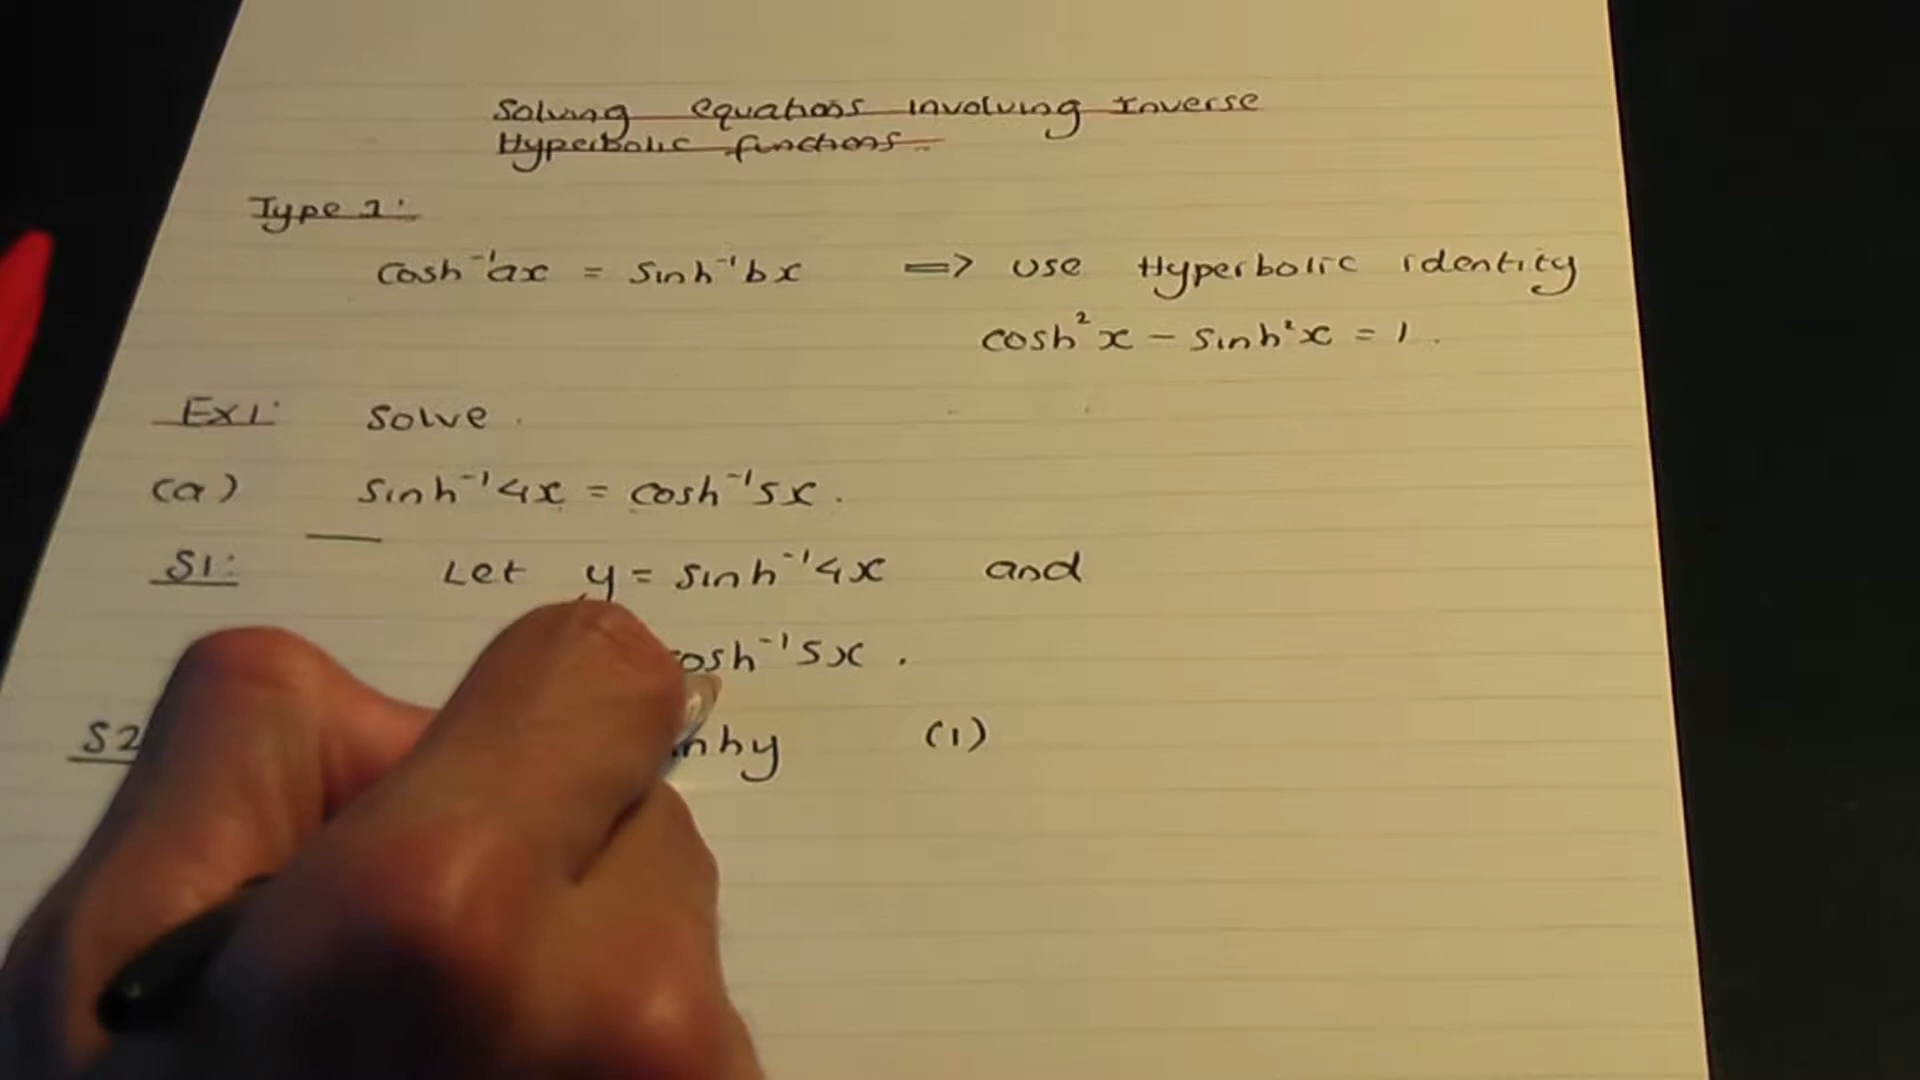 Solving equations involving Inverse
Hyperbolic functions.
Type 1:
cosh⁻¹ax = sinh⁻¹bx => use Hyperbolic identity
cosh²x - sinh²x = 1.
Ex1: Solve.
(a) sinh⁻¹4x = cosh⁻¹5x.
S1: Let y = sinh⁻¹4x and
osh⁻¹5x.
S2 nhy (1)